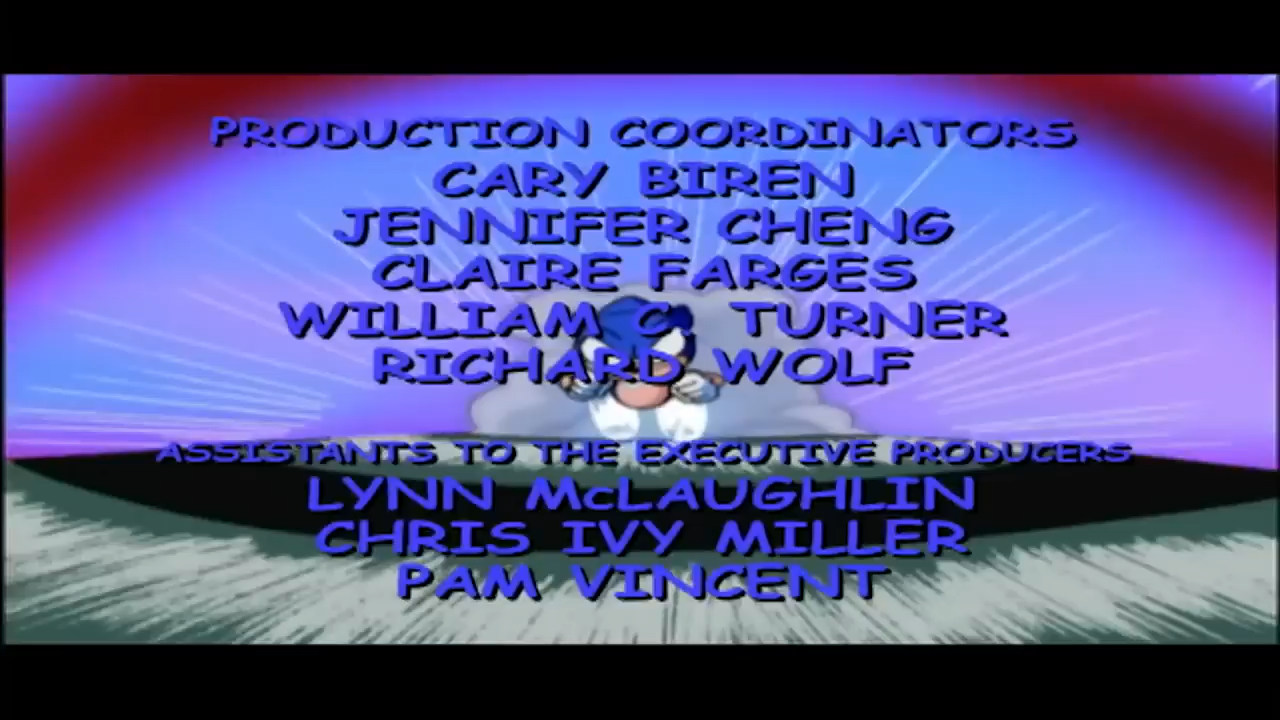 PRODUCTION COORDINATORS
CARY BIREN
JENNIFER CHENG
CLAIRE FARGES
WILLIAM C. TURNER
RICHARD WOLF
ASSISTANTS TO THE EXECUTIVE PRODUCERS
LYNN McLAUGHLIN
CHRIS IVY MILLER
PAM VINCENT